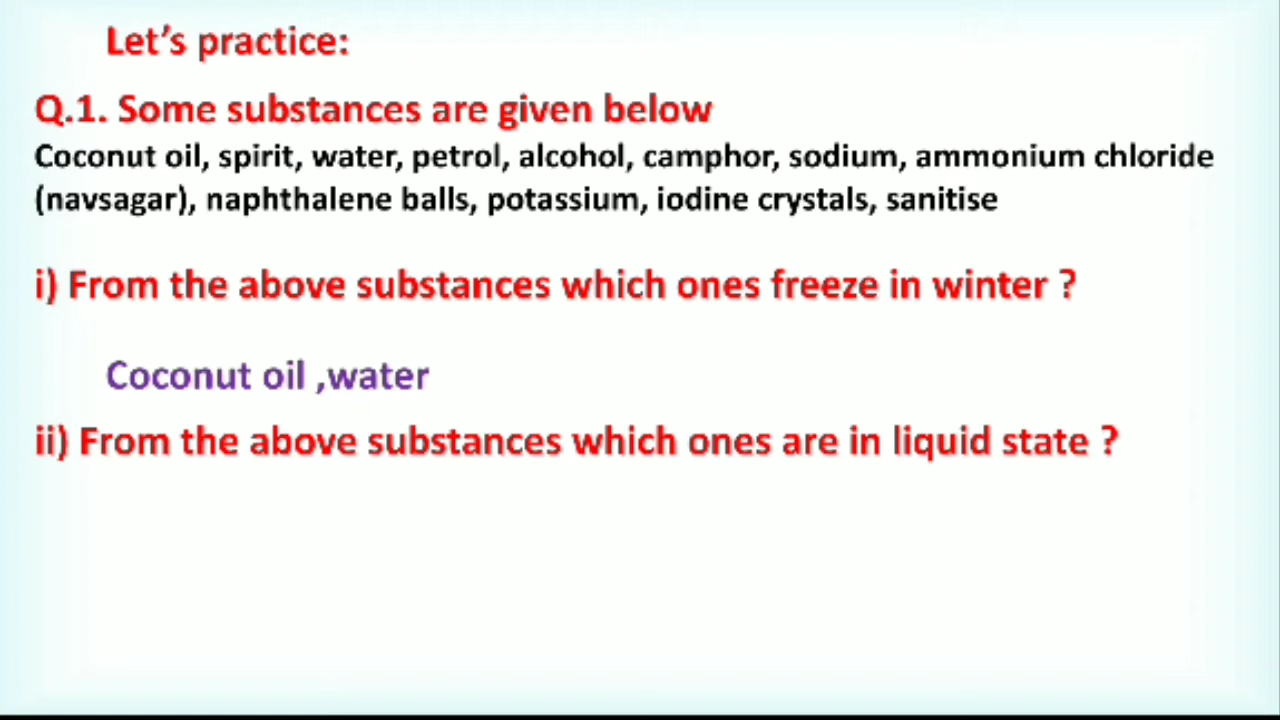 Let’s practice:
Q.1. Some substances are given below
Coconut oil, spirit, water, petrol, alcohol, camphor, sodium, ammonium chloride
(navsagar), naphthalene balls, potassium, iodine crystals, sanitise
i) From the above substances which ones freeze in winter ?
Coconut oil ,water
ii) From the above substances which ones are in liquid state ?